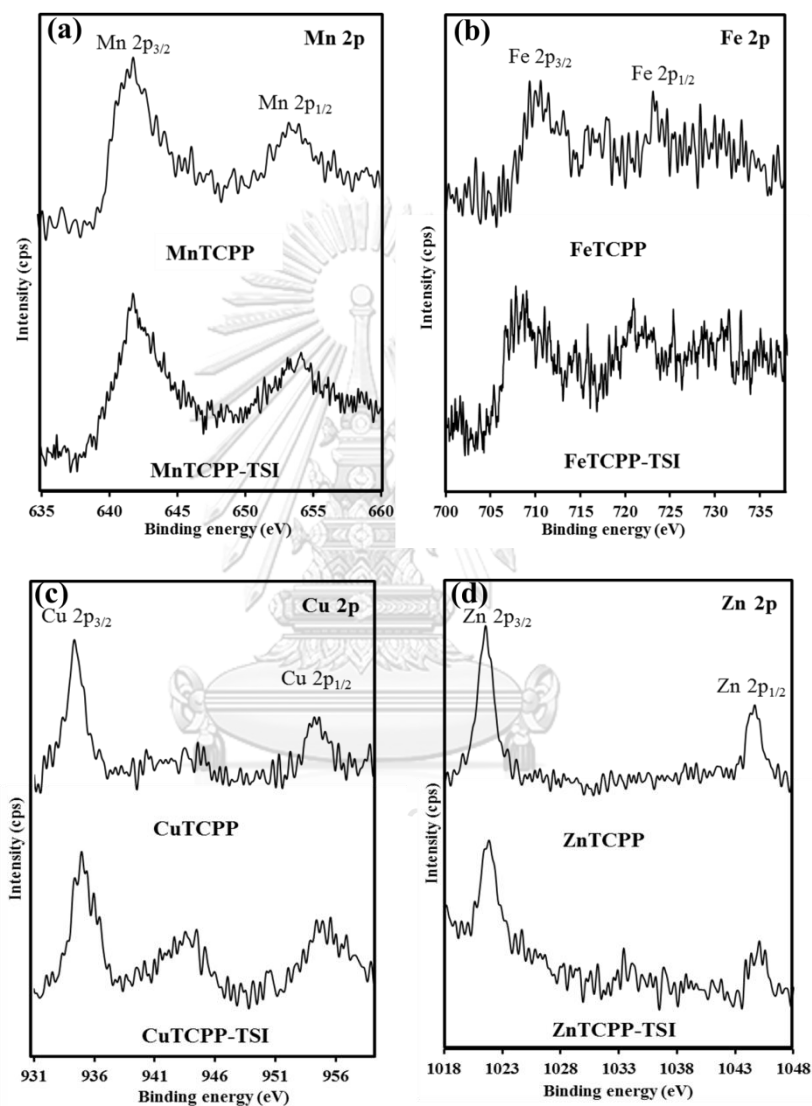 (a)
Mn 2p
Mn 2p3/2
Mn 2p1/2
MnTCPP
MnTCPP-TSI
Intensity (cps)
635 640 645 650 655 660
Binding energy (eV)
(b)
Fe 2p
Fe 2p3/2
Fe 2p1/2
FeTCPP
FeTCPP-TSI
Intensity (cps)
700 705 710 715 720 725 730 735
Binding energy (eV)
(c)
Cu 2p
Cu 2p3/2
Cu 2p1/2
CuTCPP
CuTCPP-TSI
Intensity (cps)
931 936 941 946 951 956
Binding energy (eV)
(d)
Zn 2p
Zn 2p3/2
Zn 2p1/2
ZnTCPP
ZnTCPP-TSI
Intensity (cps)
1018 1023 1028 1033 1038 1043 1048
Binding energy (eV)